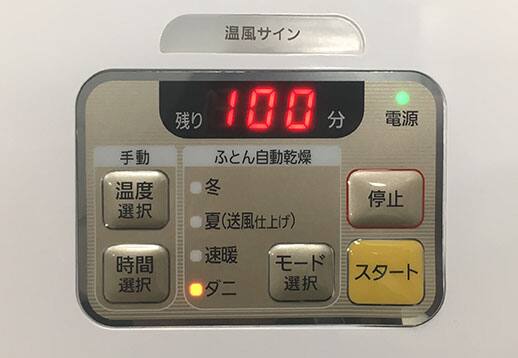 温風サイン
残り 100 分
電源
手動
ふとん自動乾燥
温度
選択
冬
夏(送風仕上げ)
停止
時間
選択
速暖
ダニ
モード
選択
スタート